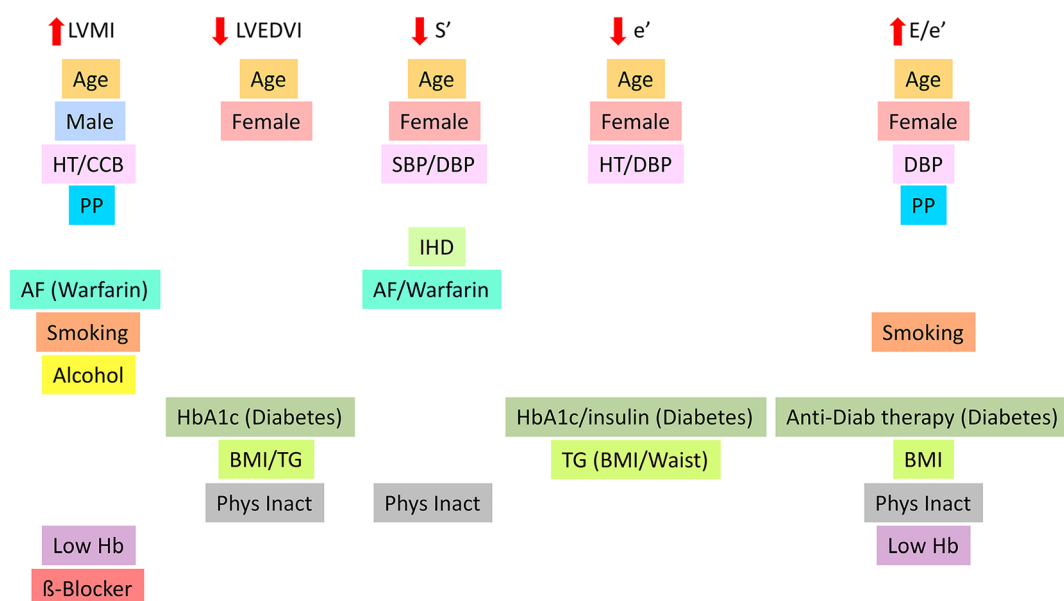 LVMI
LVEDVI
S’
e’
E/e’
Age
Age
Age
Age
Age
Male
Female
Female
Female
Female
HT/CCB
SBP/DBP
HT/DBP
DBP
PP
PP
IHD
AF (Warfarin)
AF/Warfarin
Smoking
Smoking
Alcohol
HbA1c (Diabetes)
HbA1c/insulin (Diabetes)
Anti-Diab therapy (Diabetes)
BMI/TG
TG (BMI/Waist)
BMI
Phys Inact
Phys Inact
Phys Inact
Low Hb
Low Hb
ß-Blocker